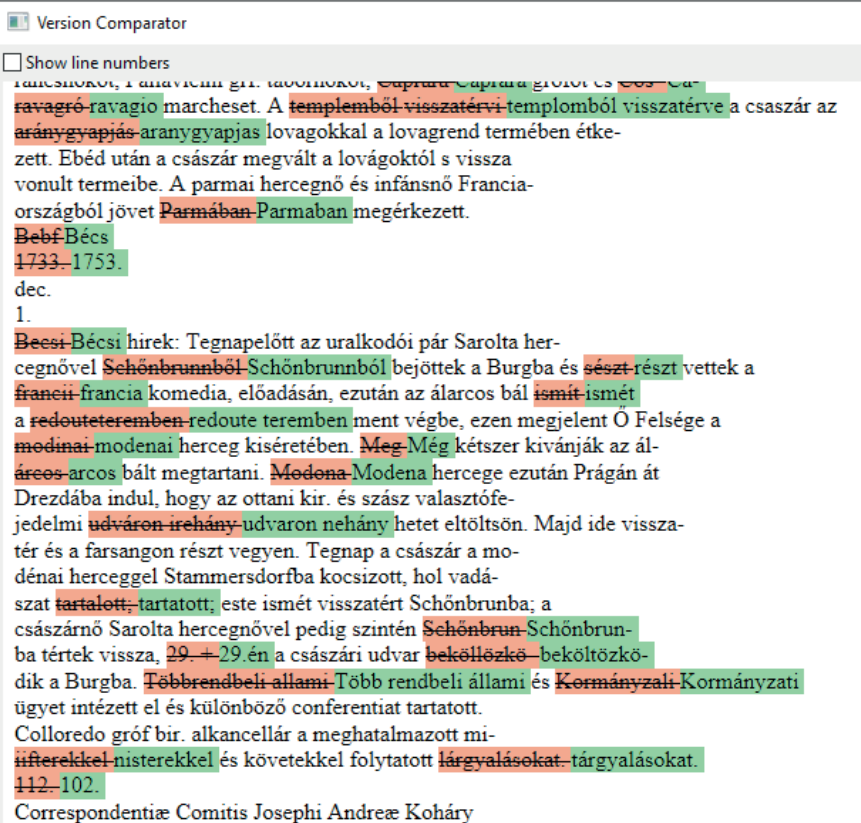 Version Comparator
Show line numbers
grófot és
ravagró ravagio marcheset. A templemből visszatérvi templomból visszatérve a csaszár az
aránygyapjás aranygyapjas lovagokkal a lovagrend termében étke-
zett. Ebéd után a császár megvált a lovágoktól s vissza
vonult termeibe. A parmai hercegnő és infánsnő Francia-
országból jövet Parmában Parmaban megérkezett.
Bebf Bécs
1733. 1753.
dec.
1.
Becsi Bécsi hirek: Tegnapelőtt az uralkodói pár Sarolta her-
cegnővel Schőnbrunnből Schőnbrunnból bejöttek a Burgba és sészt részt vettek a
francii francia komedia, előadásán, ezután az álarcos bál ismít ismét
a redouteteremben redoute teremben ment végbe, ezen megjelent Ő Felsége a
modinai modenai herceg kiséretében. Meg Még kétszer kivánják az ál-
árcos arcos bált megtartani. Modona Modena hercege ezután Prágán át
Drezdába indul, hogy az ottani kir. és szász valasztófe-
jedelmi udváron irehány udvaron nehány hetet eltöltsön. Majd ide vissza-
tér és a farsangon részt vegyen. Tegnap a császár a mo-
dénai herceggel Stammersdorfba kocsizott, hol vadá-
szat tartalott; tartatott; este ismét visszatért Schőnbrunba; a
császárnő Sarolta hercegnővel pedig szintén Schőnbrun Schőnbrun-
ba tértek vissza, 29. + 29.én a császári udvar beköllözkö beköltözkö-
dik a Burgba. Többrendbeli allami Több rendbeli állami és Kormányzali Kormányzati
ügyet intézett el és különböző conferentiat tartatott.
Colloredo gróf bir. alkancellár a meghatalmazott mi-
iifterekkel nisterekkel és követekkel folytatott lárgyalásokat. tárgyalásokat.
112. 102.
Correspondentiæ Comitis Josephi Andreæ Koháry